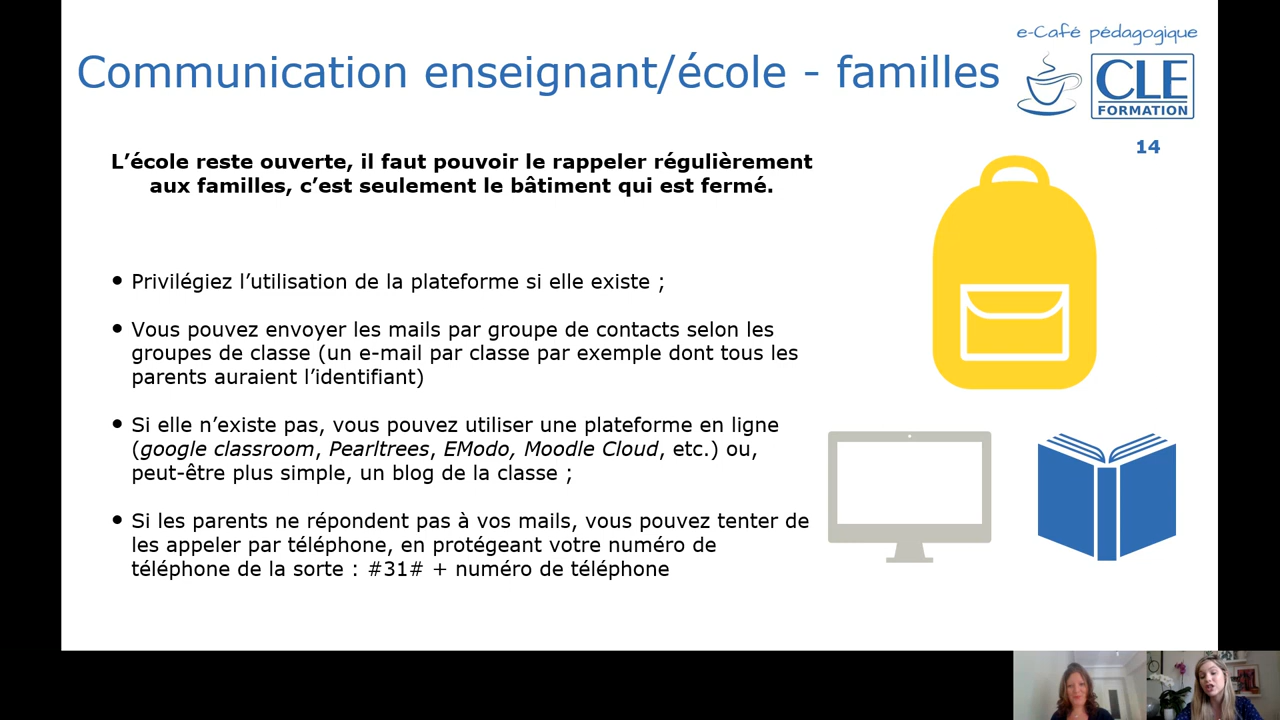 e-Café pédagogique
Communication enseignant/école - familles
CLE
FORMATION
14
L’école reste ouverte, il faut pouvoir le rappeler régulièrement
aux familles, c’est seulement le bâtiment qui est fermé.
• Privilégiez l’utilisation de la plateforme si elle existe ;
• Vous pouvez envoyer les mails par groupe de contacts selon les
groupes de classe (un e-mail par classe par exemple dont tous les
parents auraient l’identifiant)
• Si elle n’existe pas, vous pouvez utiliser une plateforme en ligne
(google classroom, Pearltrees, EModo, Moodle Cloud, etc.) ou,
peut-être plus simple, un blog de la classe ;
• Si les parents ne répondent pas à vos mails, vous pouvez tenter de
les appeler par téléphone, en protégeant votre numéro de
téléphone de la sorte : #31# + numéro de téléphone